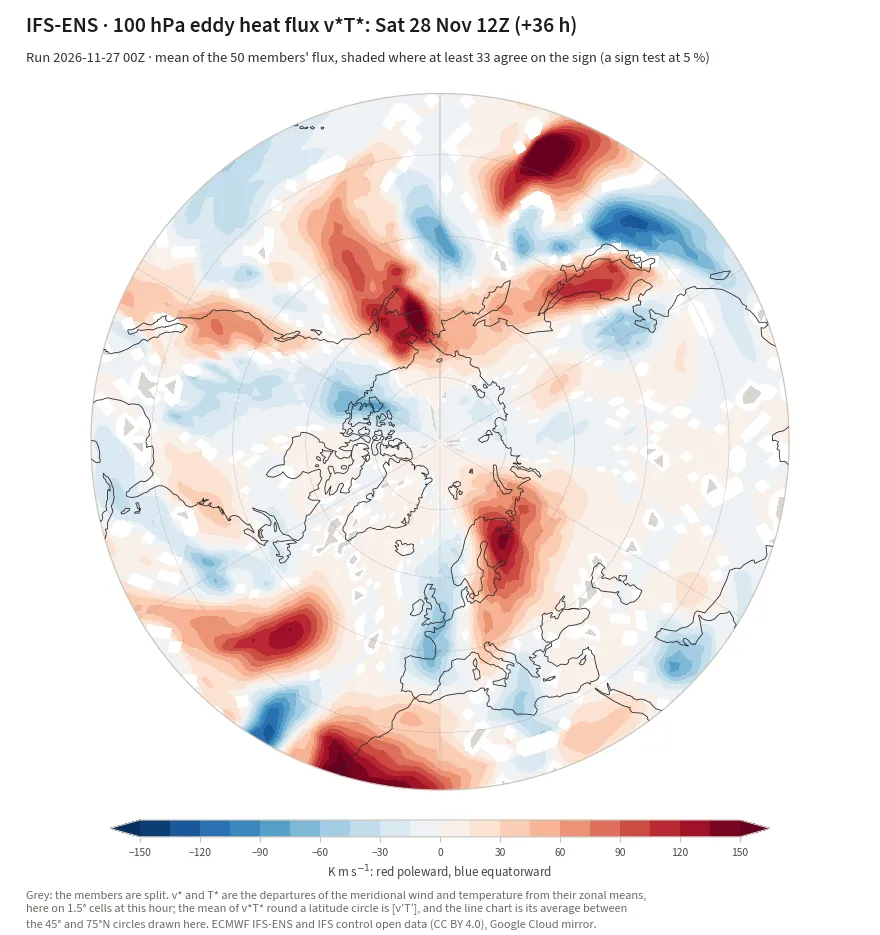 IFS-ENS · 100 hPa eddy heat flux v*T*: Sat 28 Nov 12Z (+36 h)
Run 2026-11-27 00Z · mean of the 50 members' flux, shaded where at least 33 agree on the sign (a sign test at 5 %)
−150 −120 −90 −60 −30 0 30 60 90 120 150
K m s⁻¹: red poleward, blue equatorward
Grey: the members are split. v* and T* are the departures of the meridional wind and temperature from their zonal means,
here on 1.5° cells at this hour; the mean of v*T* round a latitude circle is [v′T′], and the line chart is its average between
the 45° and 75°N circles drawn here. ECMWF IFS-ENS and IFS control open data (CC BY 4.0), Google Cloud mirror.